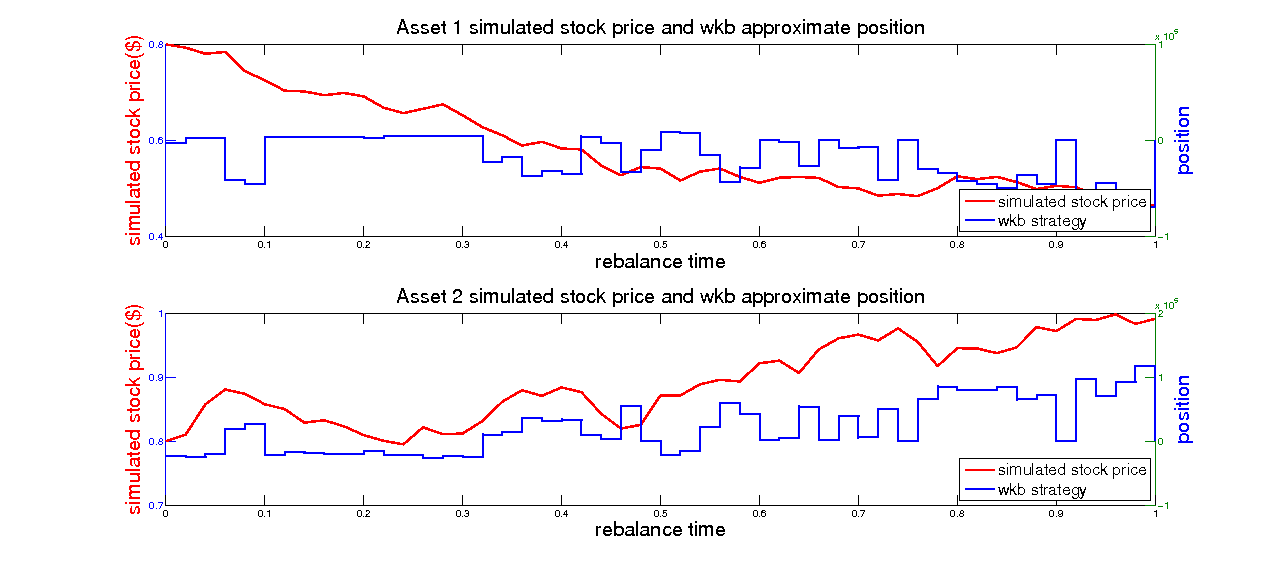 Asset 1 simulated stock price and wkb approximate position
simulated stock price($)
0.8
0.6
0.4
x 10^5
1
0
-1
position
simulated stock price
wkb strategy
0 0.1 0.2 0.3 0.4 0.5 0.6 0.7 0.8 0.9 1
rebalance time
Asset 2 simulated stock price and wkb approximate position
simulated stock price($)
1
0.9
0.8
0.7
2
1
0
-1
position
simulated stock price
wkb strategy
0 0.1 0.2 0.3 0.4 0.5 0.6 0.7 0.8 0.9 1
rebalance time